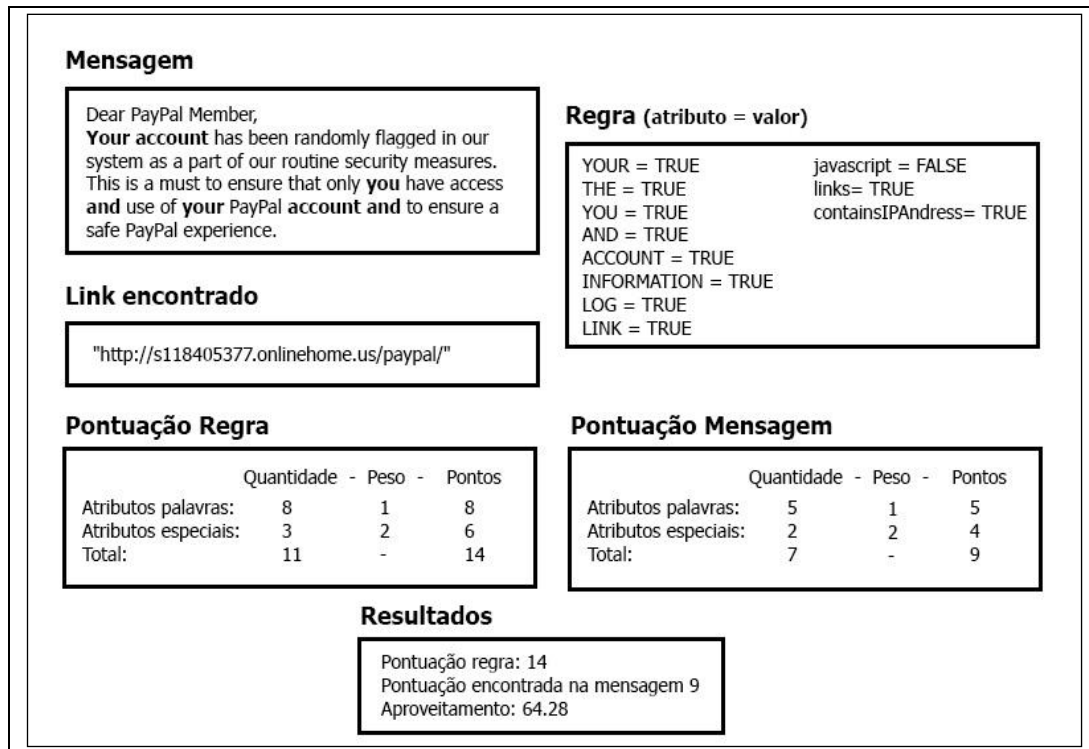 Mensagem
Dear PayPal Member,
Your account has been randomly flagged in our
system as a part of our routine security measures.
This is a must to ensure that only you have access
and use of your PayPal account and to ensure a
safe PayPal experience.
Regra (atributo = valor)
YOUR = TRUE javascript = FALSE
THE = TRUE links= TRUE
YOU = TRUE containsIPAndress= TRUE
AND = TRUE
ACCOUNT = TRUE
INFORMATION = TRUE
LOG = TRUE
LINK = TRUE
Link encontrado
"http://s118405377.onlinehome.us/paypal/"
Pontuação Regra
Quantidade - Peso - Pontos
Atributos palavras: 8 1 8
Atributos especiais: 3 2 6
Total: 11 - 14
Pontuação Mensagem
Quantidade - Peso - Pontos
Atributos palavras: 5 1 5
Atributos especiais: 2 2 4
Total: 7 - 9
Resultados
Pontuação regra: 14
Pontuação encontrada na mensagem 9
Aproveitamento: 64.28